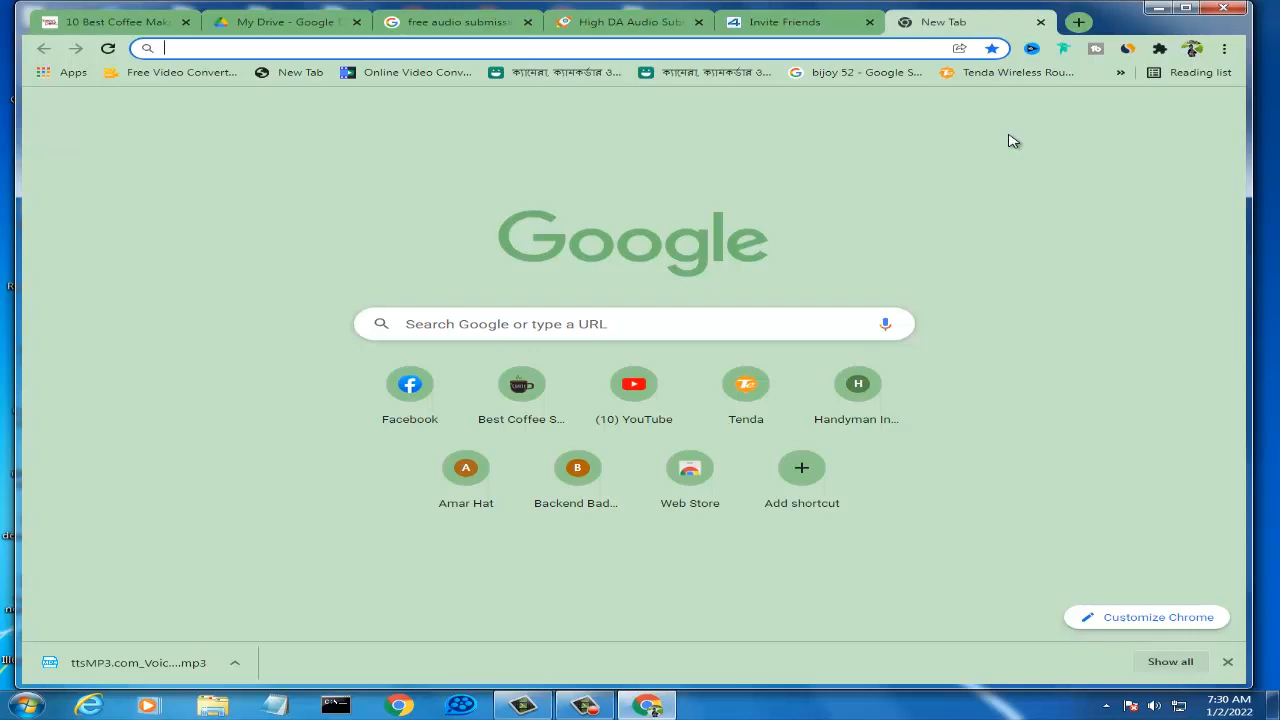 10 Best Coffee Mak
My Drive - Google D
free audio submiss
High DA Audio Sub
Invite Friends
New Tab
Apps
Free Video Convert...
New Tab
Online Video Conv...
ক্যানেরা, ক্যানকর্ডার ও...
ক্যানেরা, ক্যানকর্ডার ও...
bijoy 52 - Google S...
Tenda Wireless Rou...
»
Reading list
Google
Search Google or type a URL
Facebook
Best Coffee S...
(10) YouTube
Tenda
H
Handyman In...
A
Amar Hat
B
Backend Bad...
Web Store
Add shortcut
Customize Chrome
ttsMP3.com_Voic....mp3
Show all
7:30 AM
1/2/2022